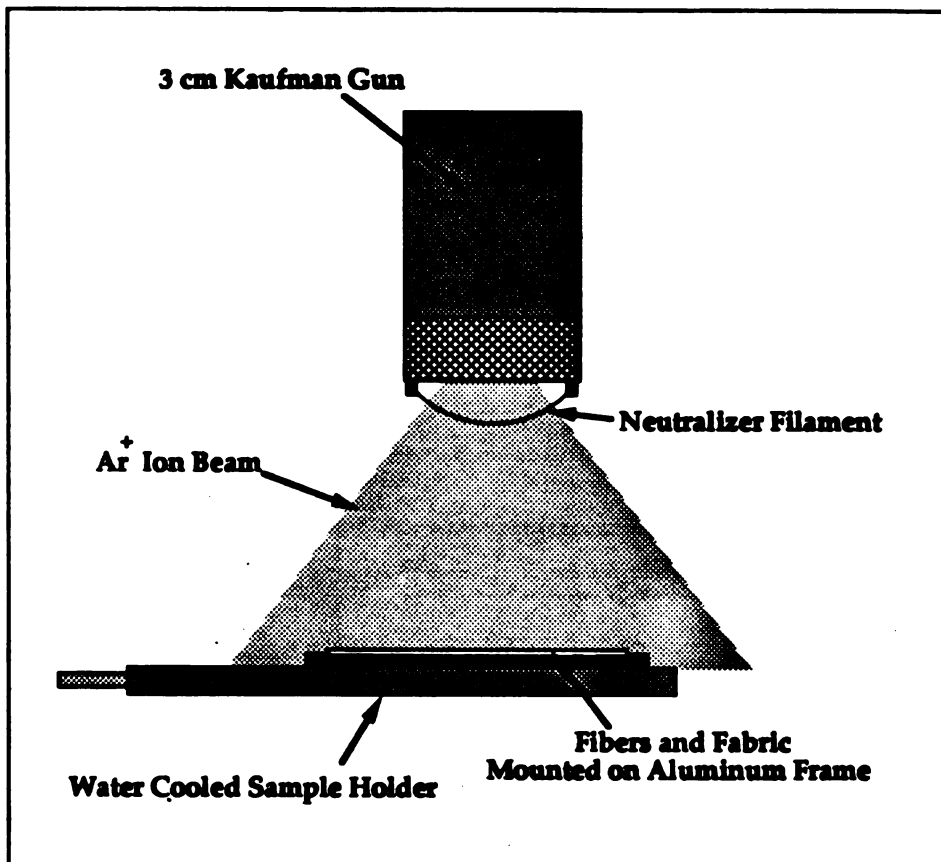 3 cm Kaufman Gun
Neutralizer Filament
Ar+ Ion Beam
Fibers and Fabric
Mounted on Aluminum Frame
Water Cooled Sample Holder